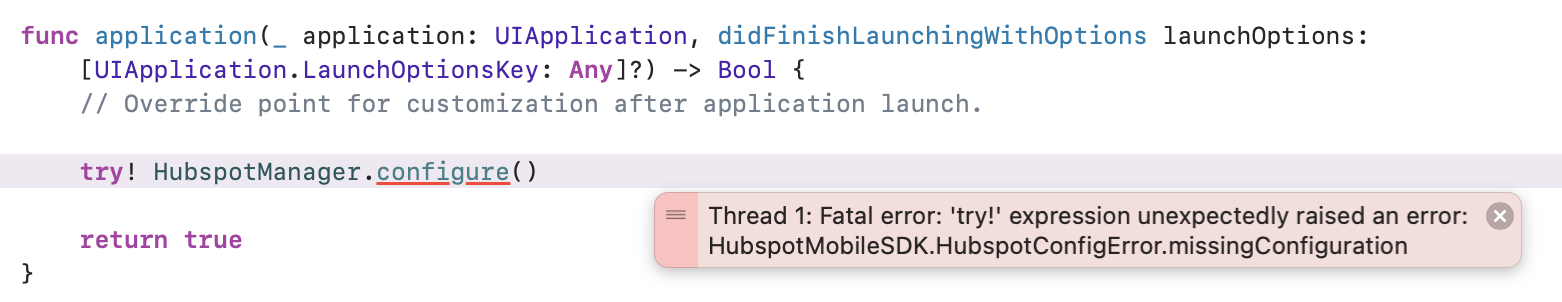 func application(_ application: UIApplication, didFinishLaunchingWithOptions launchOptions:
[UIApplication.LaunchOptionsKey: Any]?) -> Bool {
// Override point for customization after application launch.
try! HubspotManager.configure()
Thread 1: Fatal error: 'try!' expression unexpectedly raised an error:
HubspotMobileSDK.HubspotConfigError.missingConfiguration
return true
}